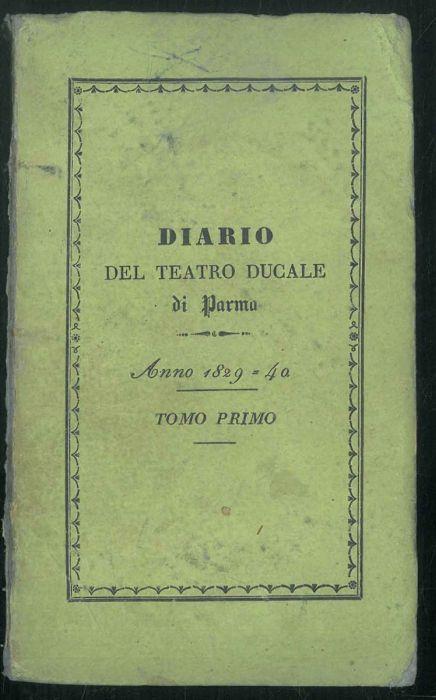 DIARIO
DEL TEATRO DUCALE
di Parma
Anno 1829 = 40
TOMO PRIMO